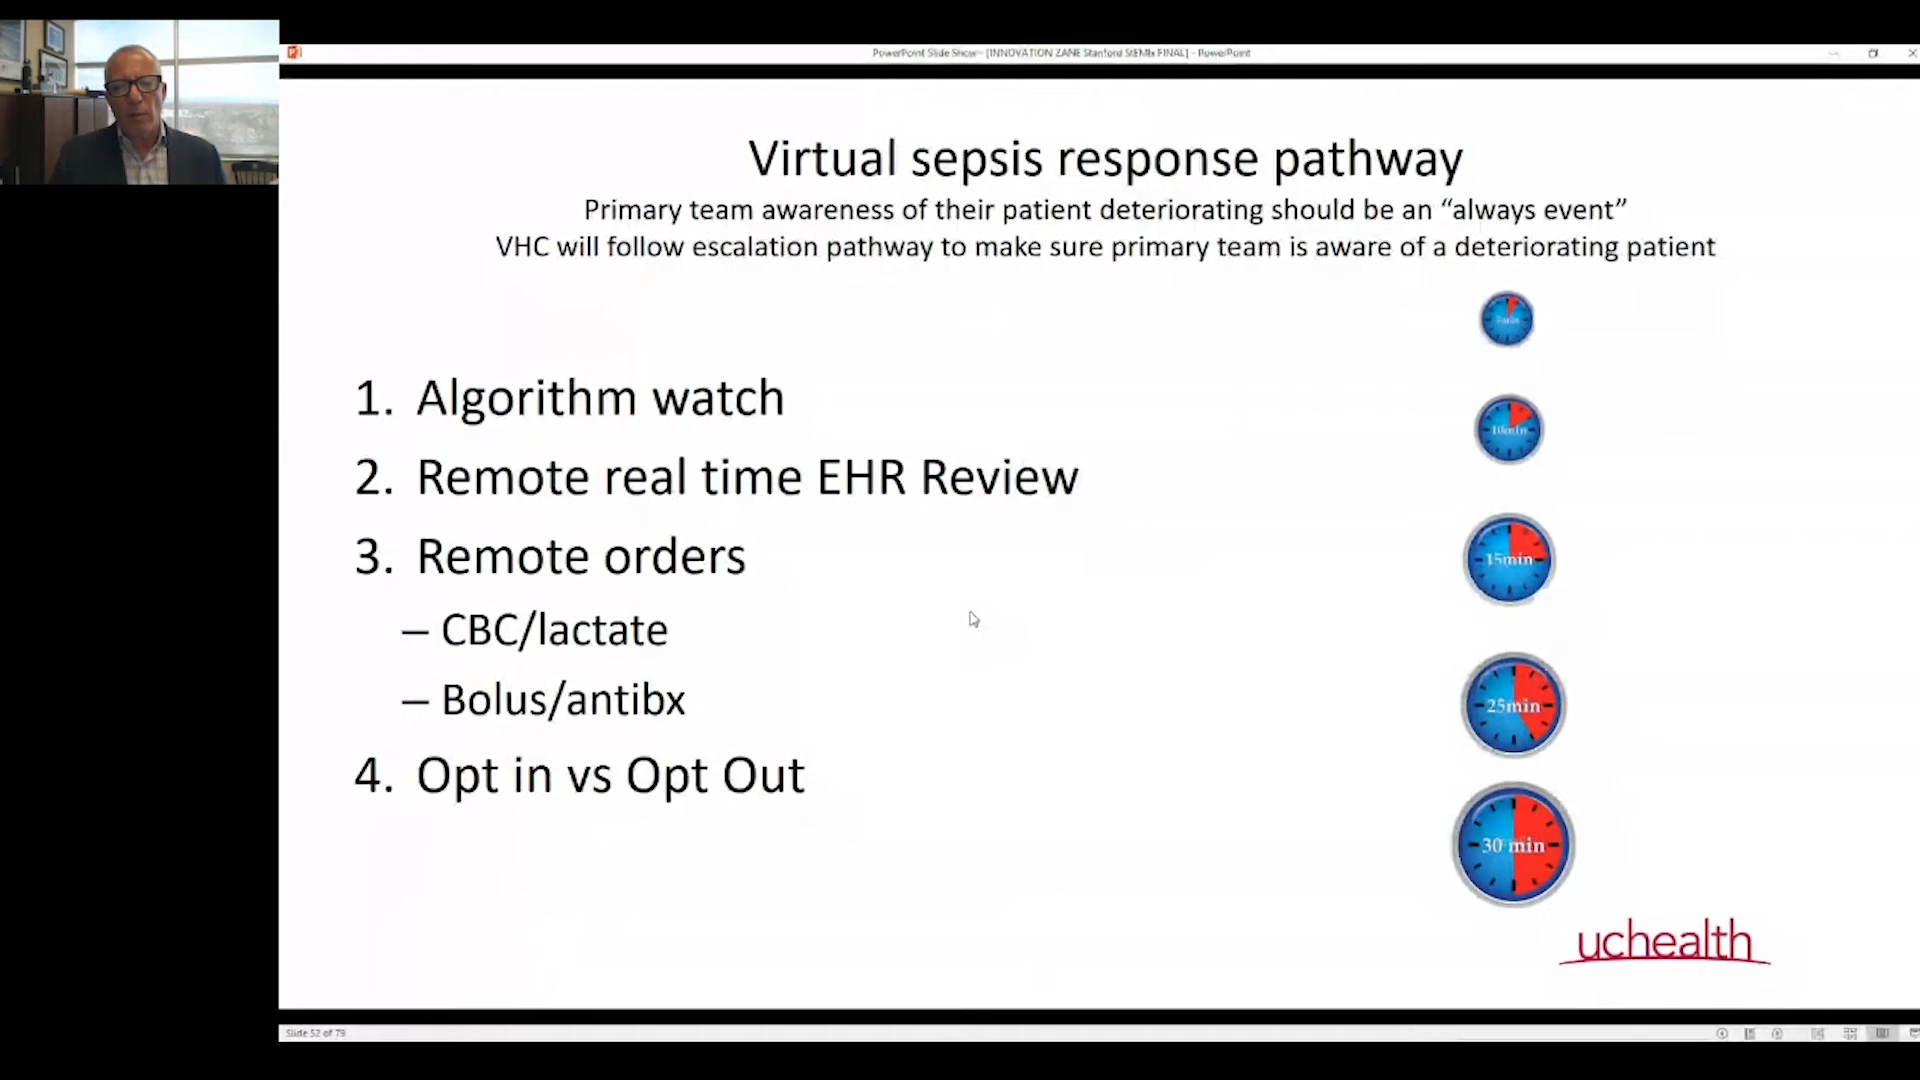 PowerPoint Slide Show - [INNOVATION ZANE Stanford StEMIx FINAL] - PowerPoint
Virtual sepsis response pathway
Primary team awareness of their patient deteriorating should be an “always event”
VHC will follow escalation pathway to make sure primary team is aware of a deteriorating patient
1. Algorithm watch
2. Remote real time EHR Review
3. Remote orders
– CBC/lactate
– Bolus/antibx
4. Opt in vs Opt Out
10min
15min
25min
30 min
uchealth
Slide 52 of 79